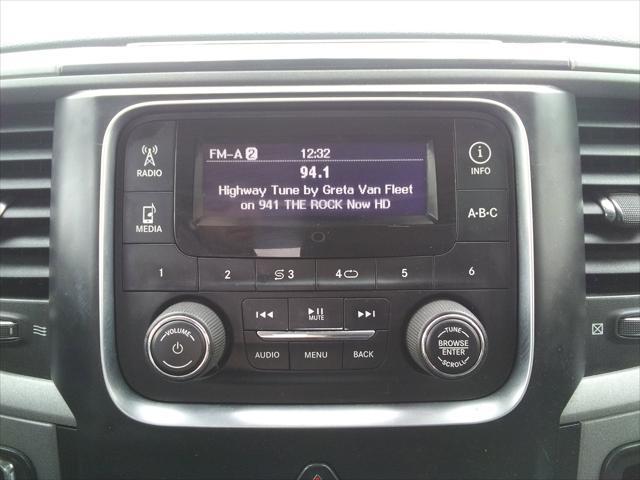 FM-A 2 12:32
94.1
Highway Tune by Greta Van Fleet
on 941 THE ROCK Now HD
RADIO
MEDIA
INFO
A•B•C
1 2 3 4 5 6
MUTE
VOLUME
AUDIO MENU BACK
TUNE
BROWSE
ENTER
SCROLL